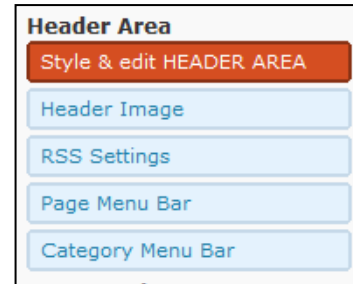 Header Area
Style & edit HEADER AREA
Header Image
RSS Settings
Page Menu Bar
Category Menu Bar